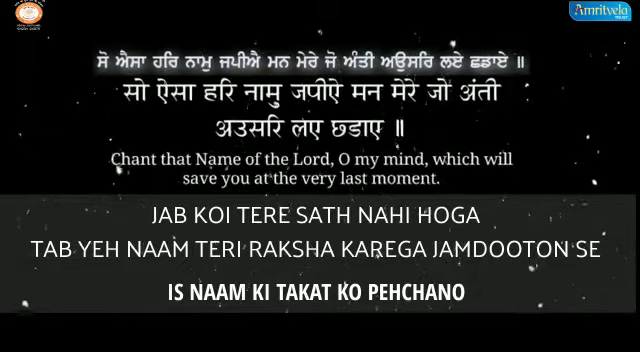 Amritvela
TRUST
ਸੋ ਐਸਾ ਹਰਿ ਨਾਮੁ ਜਪੀਐ ਮਨ ਮੇਰੇ ਜੋ ਅੰਤੀ ਅਉਸਰਿ ਲਏ ਛਡਾਏ ॥
सो ऐसा हरि नामु जपीऐ मन मेरे जो अंती
अउसरि लए छडाए ॥
Chant that Name of the Lord, O my mind, which will
save you at the very last moment.
JAB KOI TERE SATH NAHI HOGA
TAB YEH NAAM TERI RAKSHA KAREGA JAMDOOTON SE
IS NAAM KI TAKAT KO PEHCHANO